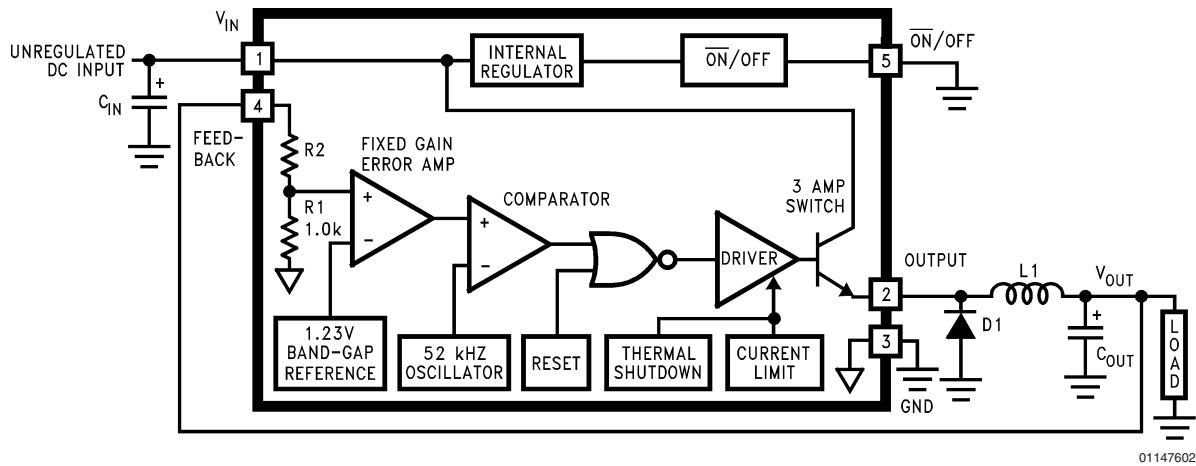 V_IN
UNREGULATED
DC INPUT
+
C_IN
1
4
FEED-
BACK
INTERNAL
REGULATOR
O̅N̅/OFF
5
O̅N̅/OFF
R2
R1
1.0k
FIXED GAIN
ERROR AMP
+
−
COMPARATOR
+
−
3 AMP
SWITCH
DRIVER
OUTPUT
2
3
L1
V_OUT
D1
+
C_OUT
LOAD
1.23V
BAND-GAP
REFERENCE
52 kHZ
OSCILLATOR
RESET
THERMAL
SHUTDOWN
CURRENT
LIMIT
GND
01147602